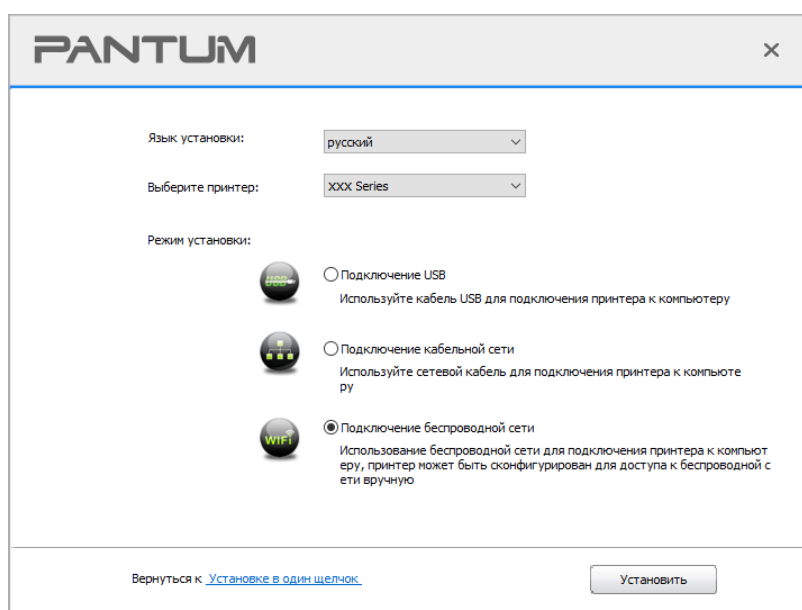 PANTUM
Язык установки:
русский
Выберите принтер:
XXX Series
Режим установки:
USB
Подключение USB
Используйте кабель USB для подключения принтера к компьютеру
Подключение кабельной сети
Используйте сетевой кабель для подключения принтера к компьюте
ру
WiFi
Подключение беспроводной сети
Использование беспроводной сети для подключения принтера к компьют
еру, принтер может быть сконфигурирован для доступа к беспроводной с
ети вручную
Вернуться к Установке в один щелчок
Установить